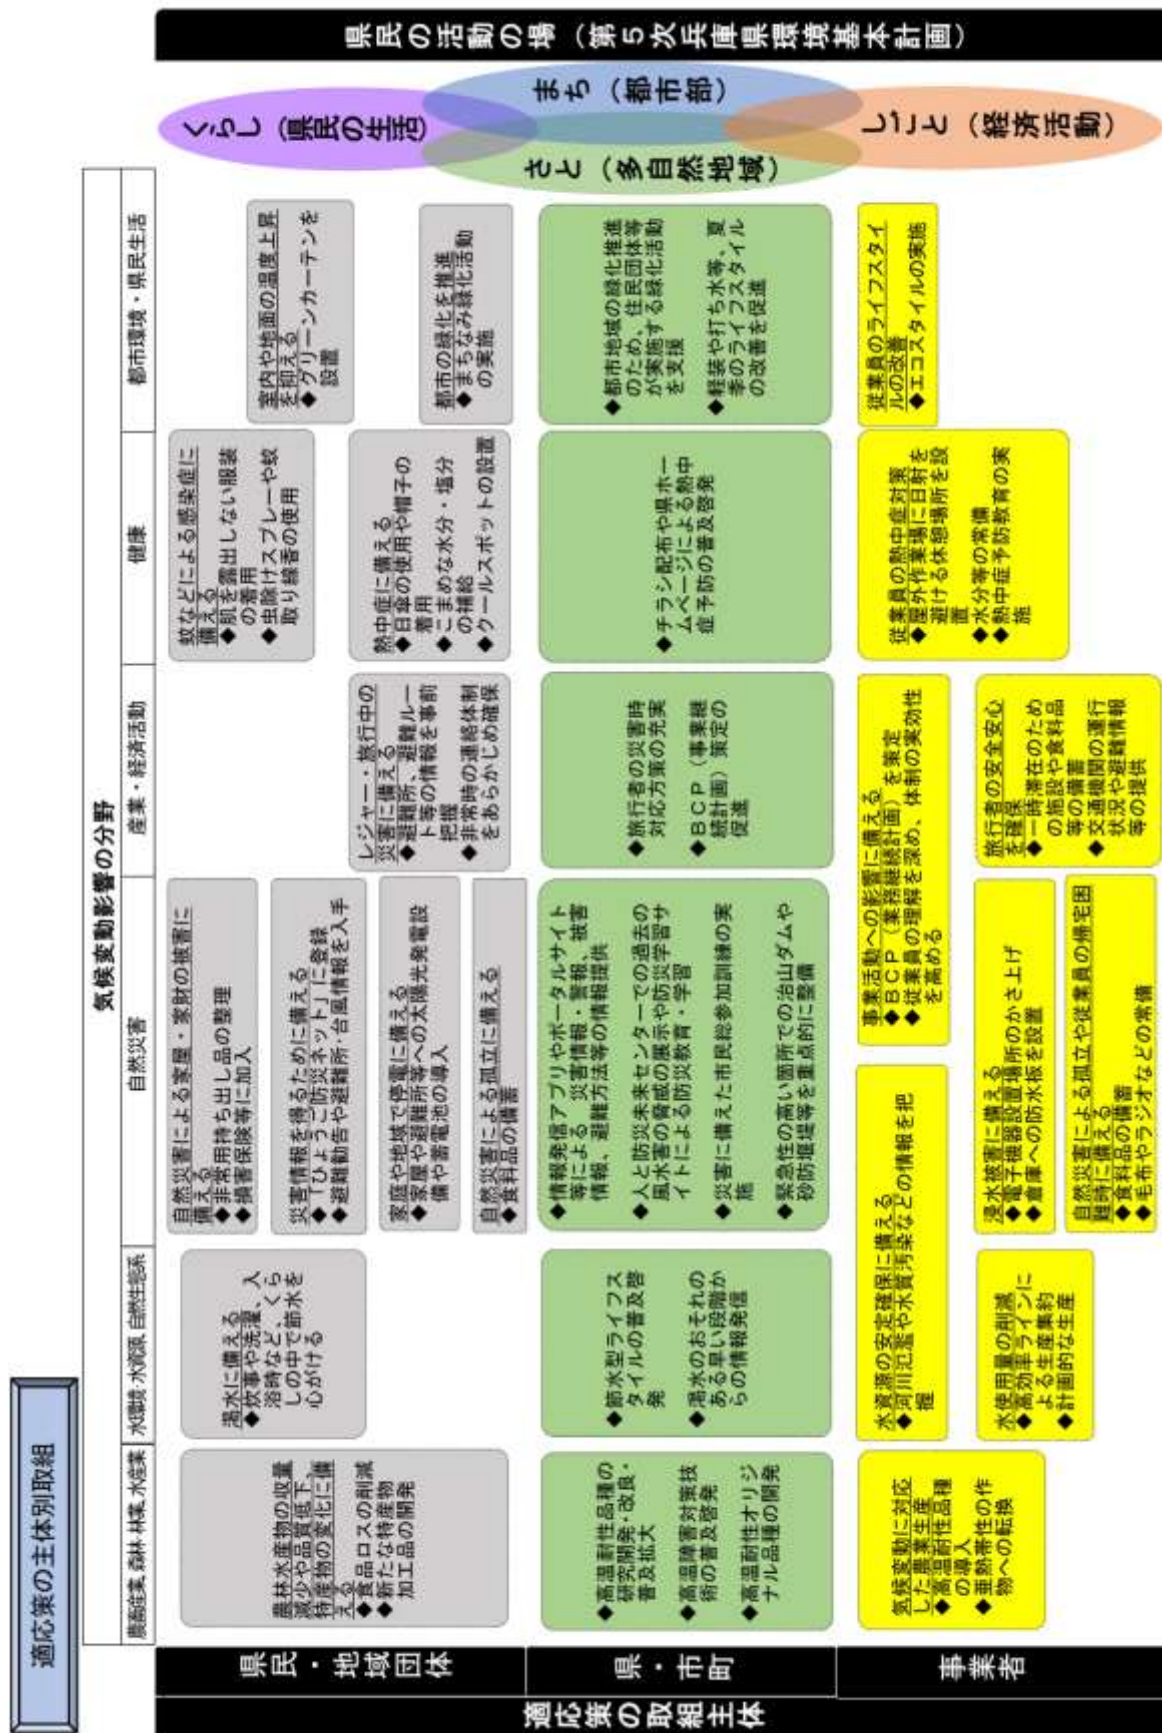 適応策の主体別取組
気候変動影響の分野
農畜産業 森林 林業 水産業
水環境 水資源 自然生態系
自然災害
産業・経済活動
健康
都市環境・県民生活
県民の活動の場（第５次兵庫県環境基本計画）
くらし（県民の生活）
まち（都市部）
さと（多自然地域）
しごと（経済活動）
適応策の取組主体
県民・地域団体
農林水産物の収量
減少や品質低下、
特産物の変化に備
える
◆食品ロスの削減
◆新たな特産物
加工品の開発
渇水に備える
◆炊事や洗濯、入
浴時など、くら
しの中で節水を
心がける
自然災害による家屋・家財の被害に
備える
◆非常用持ち出し品の整理
◆損害保険等に加入
災害情報を得るために備える
◆「ひょうご防災ネット」に登録
◆避難勧告や避難所・台風情報を入手
家庭や地域で停電に備える
◆家屋や避難所等への太陽光発電設
備や蓄電池の導入
自然災害による孤立に備える
◆食料品の備蓄
レジャー・旅行中の
災害に備える
◆避難所、避難ルー
ト等の情報を事前
把握
◆非常時の連絡体制
をあらかじめ確保
蚊などによる感染症に
備える
◆肌を露出しない服装
の着用
◆虫除けスプレーや蚊
取り線香の使用
熱中症に備える
◆日傘の使用や帽子の
着用
◆こまめな水分・塩分
の補給
◆クールスポットの設置
室内や地面の温度上昇
を抑える
◆グリーンカーテンを
設置
都市の緑化を推進
◆まちなみ緑化活動
の実施
県・市町
◆高温耐性品種の
研究開発・改良・
普及拡大
◆高温障害対策技
術の普及啓発
◆高温耐性オリジ
ナル品種の開発
◆節水型ライフス
タイルの普及啓
発
◆渇水のおそれの
ある早い段階か
らの情報発信
◆情報発信アプリやポータルサイト
等による、災害情報・警報、被害
情報、避難方法等の情報提供
◆人と防災未来センターでの過去の
風水害の脅威の展示や防災学習サ
イトによる防災教育・学習
◆災害に備えた市民総参加訓練の実
施
◆緊急性の高い箇所での治山ダムや
砂防堰堤等を重点的に整備
◆旅行者の災害時
対応方策の充実
◆ＢＣＰ（事業継
続計画）策定の
促進
◆チラシ配布や県ホー
ムページによる熱中
症予防の普及啓発
◆都市地域の緑化推進
のため、住民団体等
が実施する緑化活動
を支援
◆軽装や打ち水等、夏
季のライフスタイル
の改善を促進
事業者
気候変動に対応
した農業生産
◆高温耐性品種
の導入
◆亜熱帯性の作
物への転換
水資源の安定確保に備える
◆河川氾濫や水質汚染などの情報を把
握
水使用量の削減
◆高効率ラインに
よる生産集約
◆計画的な生産
事業活動への影響に備える
◆ＢＣＰ（業務継続計画）を策定
◆従業員の理解を深め、体制の実効性
を高める
浸水被害に備える
◆電子機器設置場所のかさ上げ
◆倉庫への防水板を設置
自然災害による孤立や従業員の帰宅困
難時に備える
◆食料品の備蓄
◆毛布やラジオなどの常備
旅行者の安全安心
を確保
◆一時滞在のため
の施設や食料品
等の備蓄
◆交通機関の運行
状況や避難情報
等の提供
従業員の熱中症対策
◆屋外作業場に日射を
避ける休憩場所を設
置
◆水分等の常備
◆熱中症予防教育の実
施
従業員のライフスタイ
ルの改善
◆エコスタイルの実施